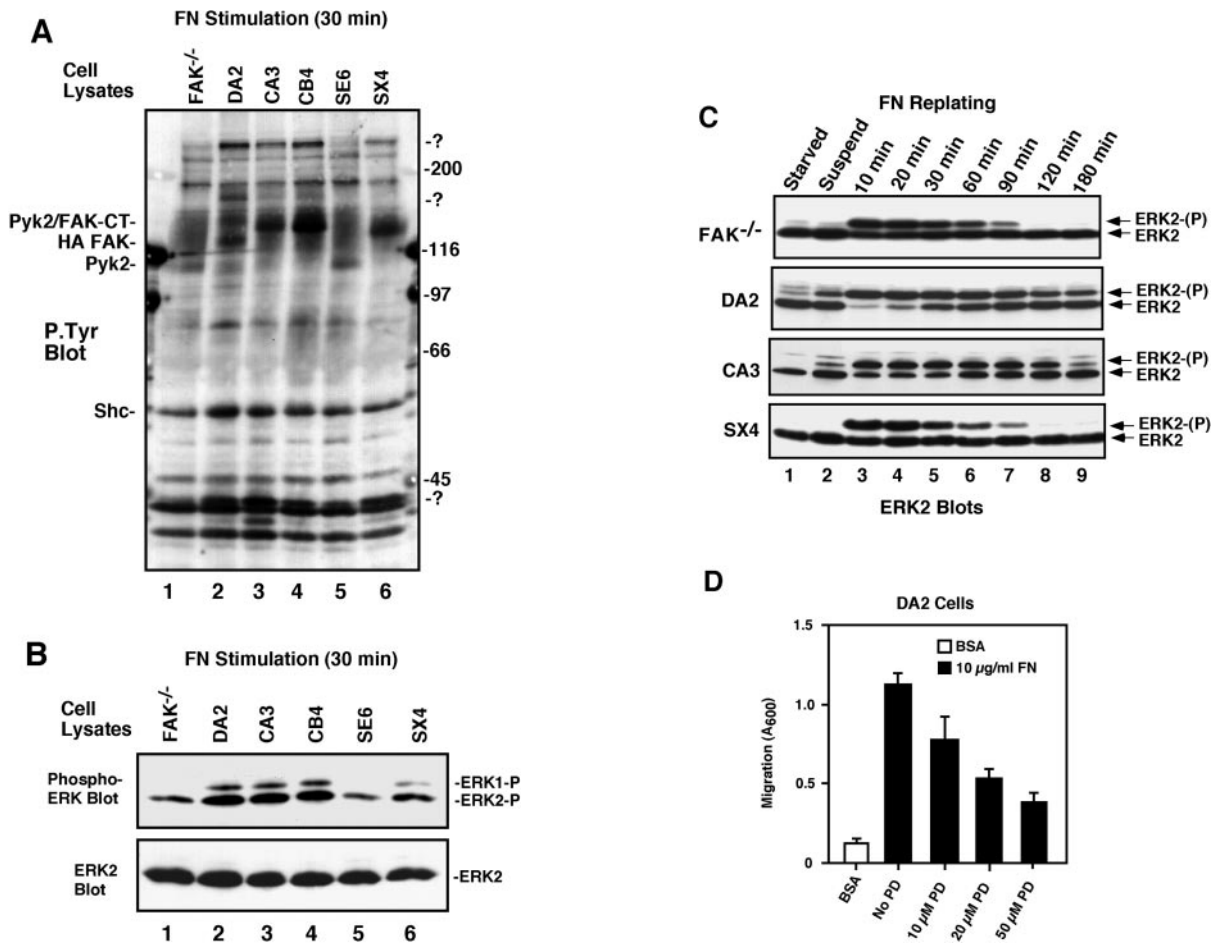 A
FN Stimulation (30 min)
Cell
Lysates
FAK-/-
DA2
CA3
CB4
SE6
SX4
-?
-200
-?
Pyk2/FAK-CT-
HA FAK-
-116
Pyk2-
-97
P.Tyr
Blot
-66
Shc-
-45
-?
1 2 3 4 5 6
B
FN Stimulation (30 min)
Cell
Lysates
FAK-/-
DA2
CA3
CB4
SE6
SX4
Phospho-
ERK Blot
-ERK1-P
-ERK2-P
ERK2
Blot
-ERK2
1 2 3 4 5 6
C
FN Replating
Starved
Suspend
10 min
20 min
30 min
60 min
90 min
120 min
180 min
FAK-/-
ERK2-(P)
ERK2
DA2
ERK2-(P)
ERK2
CA3
ERK2-(P)
ERK2
SX4
ERK2-(P)
ERK2
1 2 3 4 5 6 7 8 9
ERK2 Blots
D
DA2 Cells
1.5
1.0
0.5
0
Migration (A600)
BSA
10 µg/ml FN
BSA
No PD
10 µM PD
20 µM PD
50 µM PD